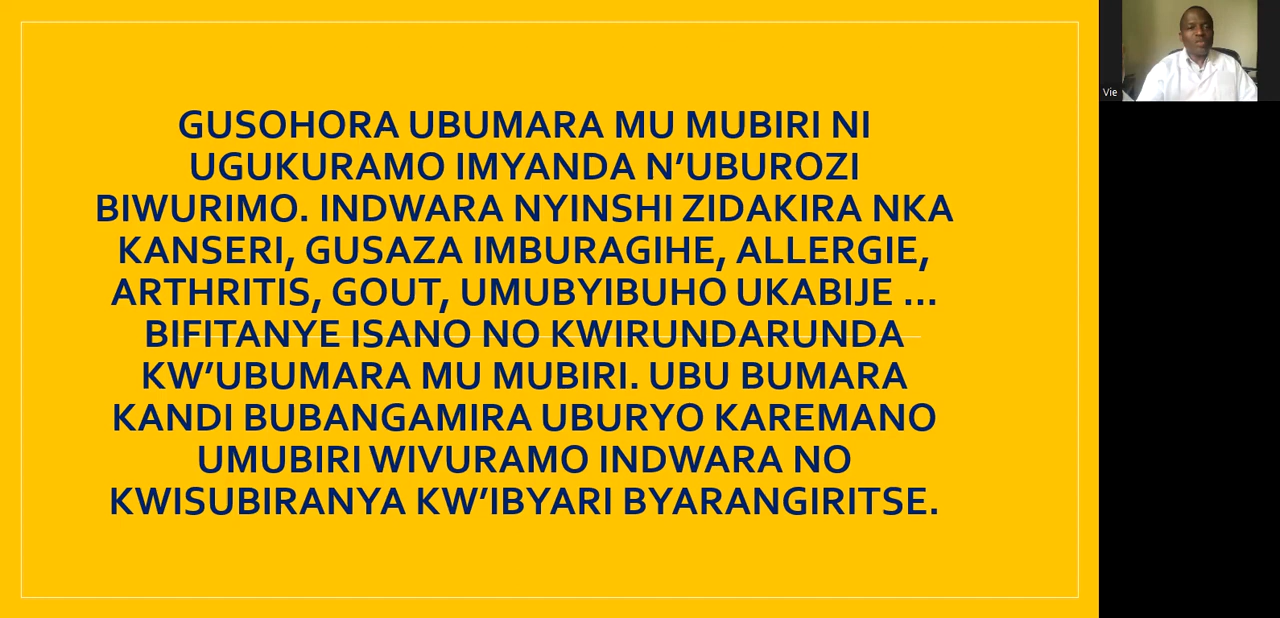 GUSOHORA UBUMARA MU MUBIRI NI
UGUKURAMO IMYANDA N'UBUROZI
BIWURIMO. INDWARA NYINSHI ZIDAKIRA NKA
KANSERI, GUSAZA IMBURAGIHE, ALLERGIE,
ARTHRITIS, GOUT, UMUBYIBUHO UKABIJE ...
BIFITANYE ISANO NO KWIRUNDARUNDA
KW'UBUMARA MU MUBIRI. UBU BUMARA
KANDI BUBANGAMIRA UBURYO KAREMANO
UMUBIRI WIVURAMO INDWARA NO
KWISUBIRANYA KW'IBYARI BYARANGIRITSE.
Vie